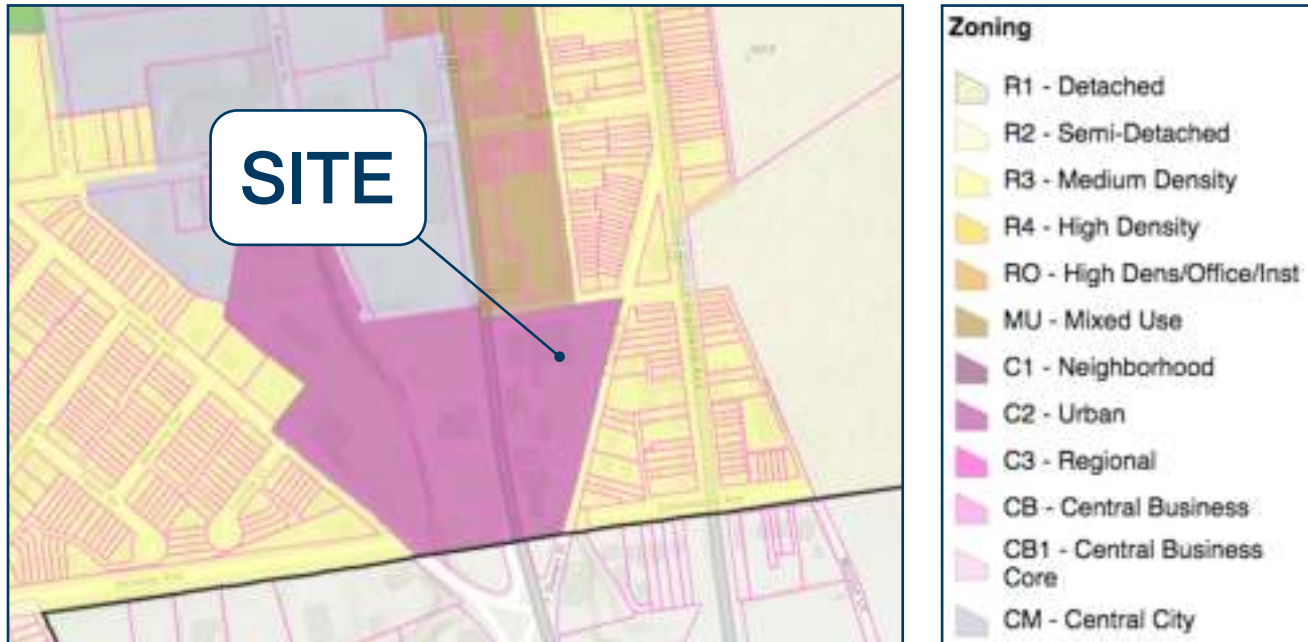 SITE
Zoning
R1 - Detached
R2 - Semi-Detached
R3 - Medium Density
R4 - High Density
RO - High Dens/Office/Inst
MU - Mixed Use
C1 - Neighborhood
C2 - Urban
C3 - Regional
CB - Central Business
CB1 - Central Business
Core
CM - Central City